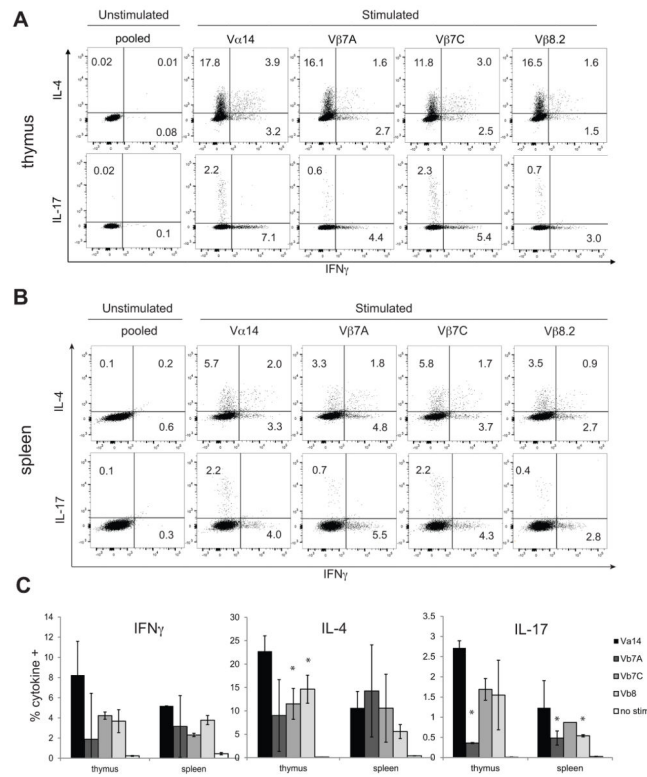 A
Unstimulated Stimulated
pooled Vα14 Vβ7A Vβ7C Vβ8.2
thymus
IL-4
0.02 0.01 17.8 3.9 16.1 1.6 11.8 3.0 16.5 1.6
0.08 3.2 2.7 2.5 1.5
IL-17
0.02 2.2 0.6 2.3 0.7
0.1 7.1 4.4 5.4 3.0
IFNγ
B
Unstimulated Stimulated
pooled Vα14 Vβ7A Vβ7C Vβ8.2
spleen
IL-4
0.1 0.2 5.7 2.0 3.3 1.8 5.8 1.7 3.5 0.9
0.6 3.3 4.8 3.7 2.7
IL-17
0.1 2.2 0.7 2.2 0.4
0.3 4.0 5.5 4.3 2.8
IFNγ
C
% cytokine +
IFNγ
14
12
10
8
6
4
2
0
thymus spleen
IL-4
30
25
20
15
10
5
0
* *
thymus spleen
IL-17
3.5
3
2.5
2
1.5
1
0.5
0
* * *
thymus spleen
Va14
Vb7A
Vb7C
Vb8
no stim